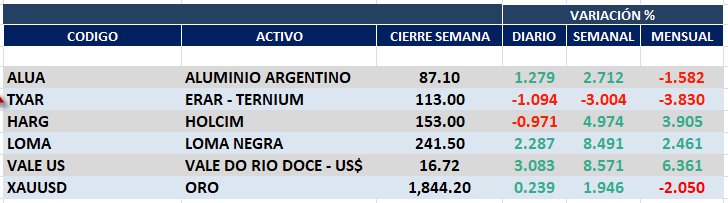 VARIACIÓN %
CODIGO ACTIVO CIERRE SEMANA DIARIO SEMANAL MENSUAL
ALUA ALUMINIO ARGENTINO 87.10 1.279 2.712 -1.582
TXAR ERAR - TERNIUM 113.00 -1.094 -3.004 -3.830
HARG HOLCIM 153.00 -0.971 4.974 3.905
LOMA LOMA NEGRA 241.50 2.287 8.491 2.461
VALE US VALE DO RIO DOCE - US$ 16.72 3.083 8.571 6.361
XAUUSD ORO 1,844.20 0.239 1.946 -2.050